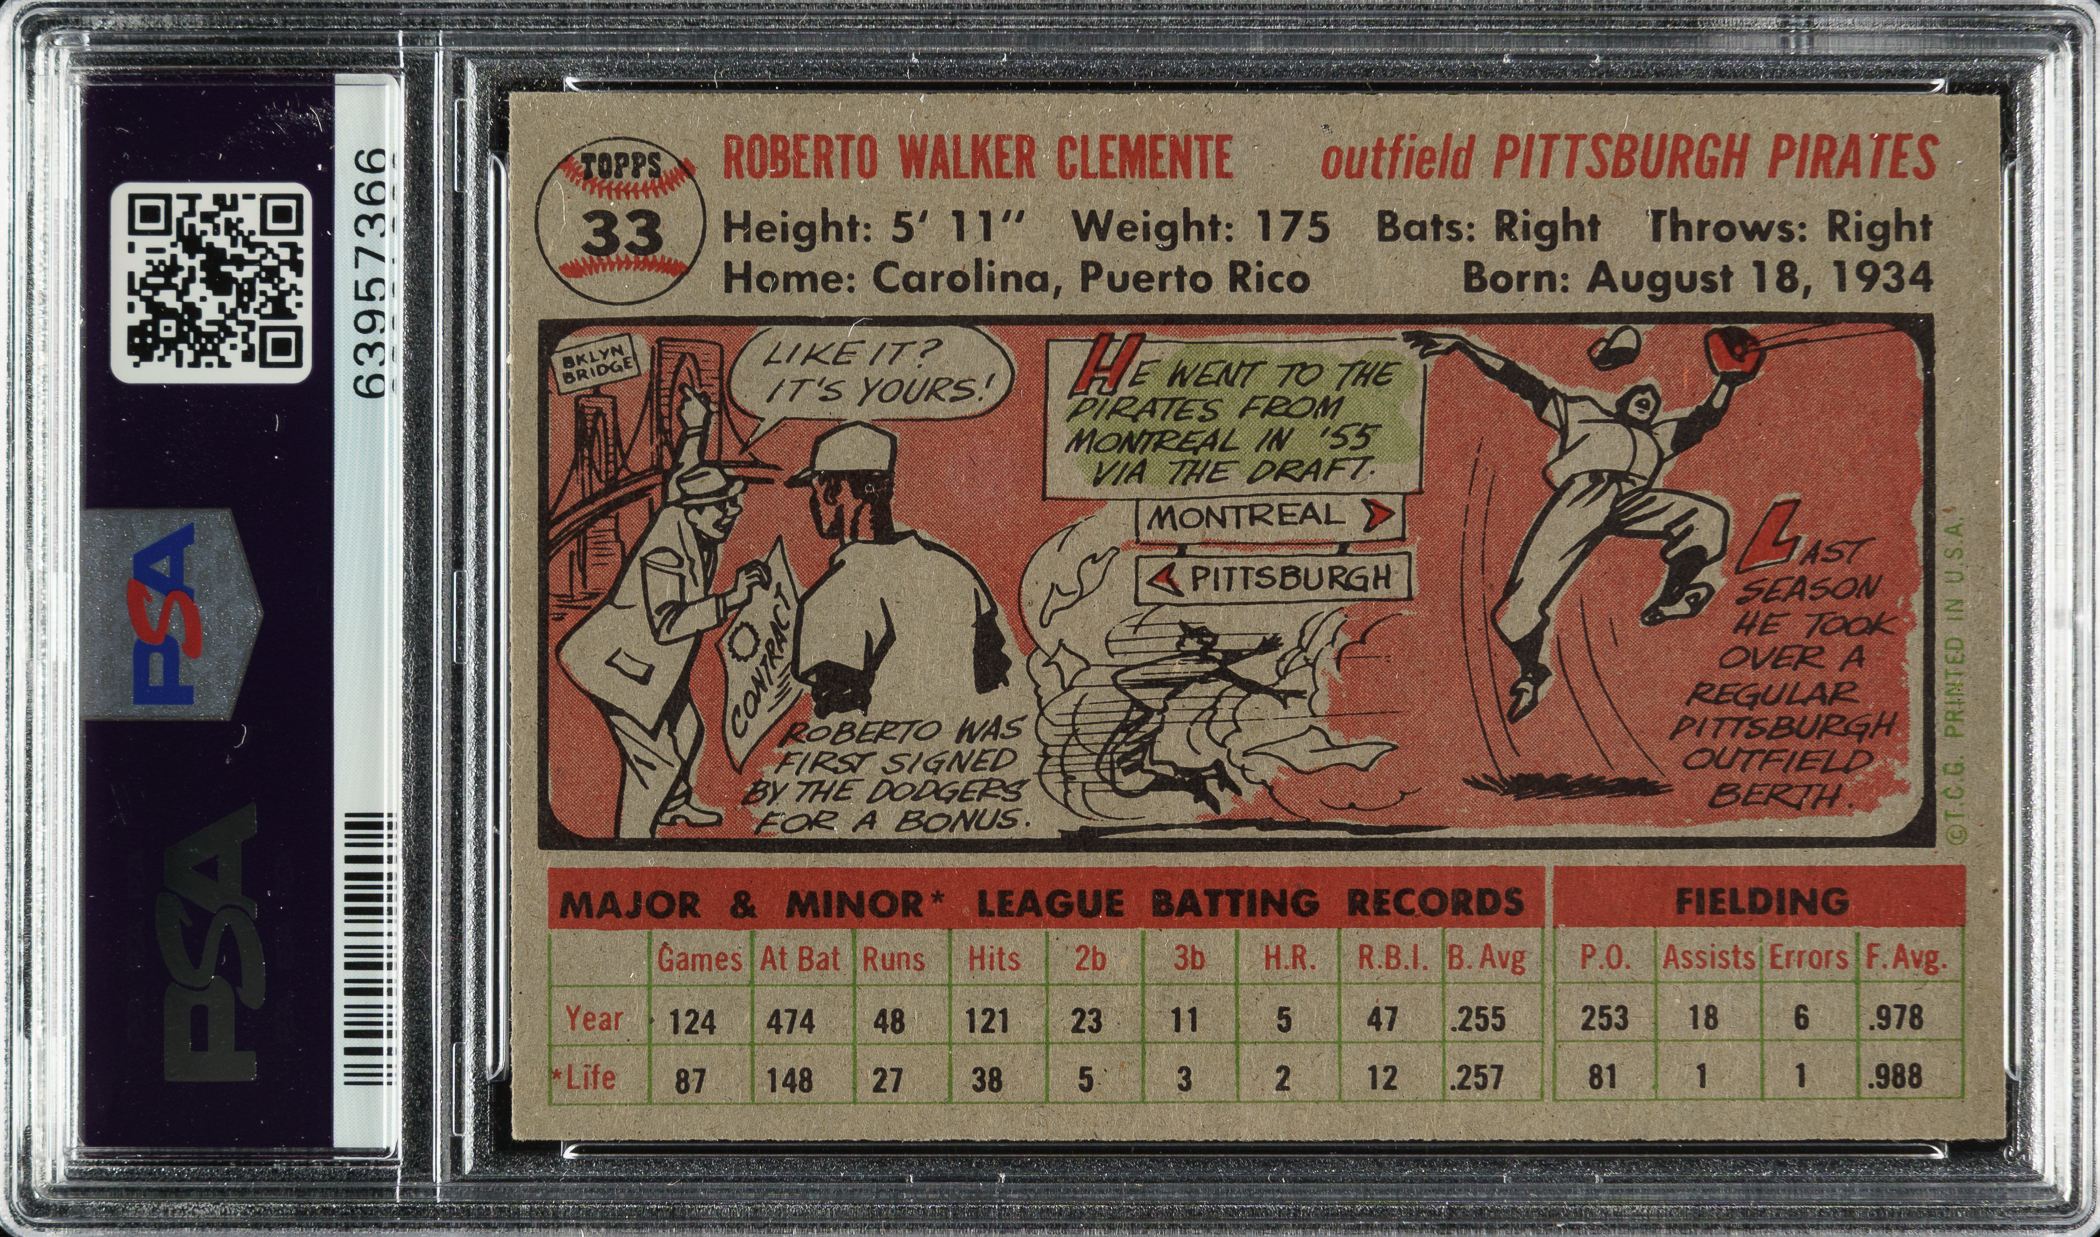 63957366
PSA
PSA
TOPPS
33
ROBERTO WALKER CLEMENTE outfield PITTSBURGH PIRATES
Height: 5' 11" Weight: 175 Bats: Right Throws: Right
Home: Carolina, Puerto Rico Born: August 18, 1934
BKLYN
BRIDGE
LIKE IT?
IT'S YOURS!
CONTRACT
ROBERTO WAS
FIRST SIGNED
BY THE DODGERS
FOR A BONUS.
HE WENT TO THE
PIRATES FROM
MONTREAL IN '55
VIA THE DRAFT.
MONTREAL
PITTSBURGH
LAST
SEASON
HE TOOK
OVER A
REGULAR
PITTSBURGH
OUTFIELD
BERTH.
©T.C.G. PRINTED IN U.S.A.
MAJOR & MINOR* LEAGUE BATTING RECORDS FIELDING
Games At Bat Runs Hits 2b 3b H.R. R.B.I. B. Avg P.O. Assists Errors F. Avg.
Year 124 474 48 121 23 11 5 47 .255 253 18 6 .978
*Life 87 148 27 38 5 3 2 12 .257 81 1 1 .988